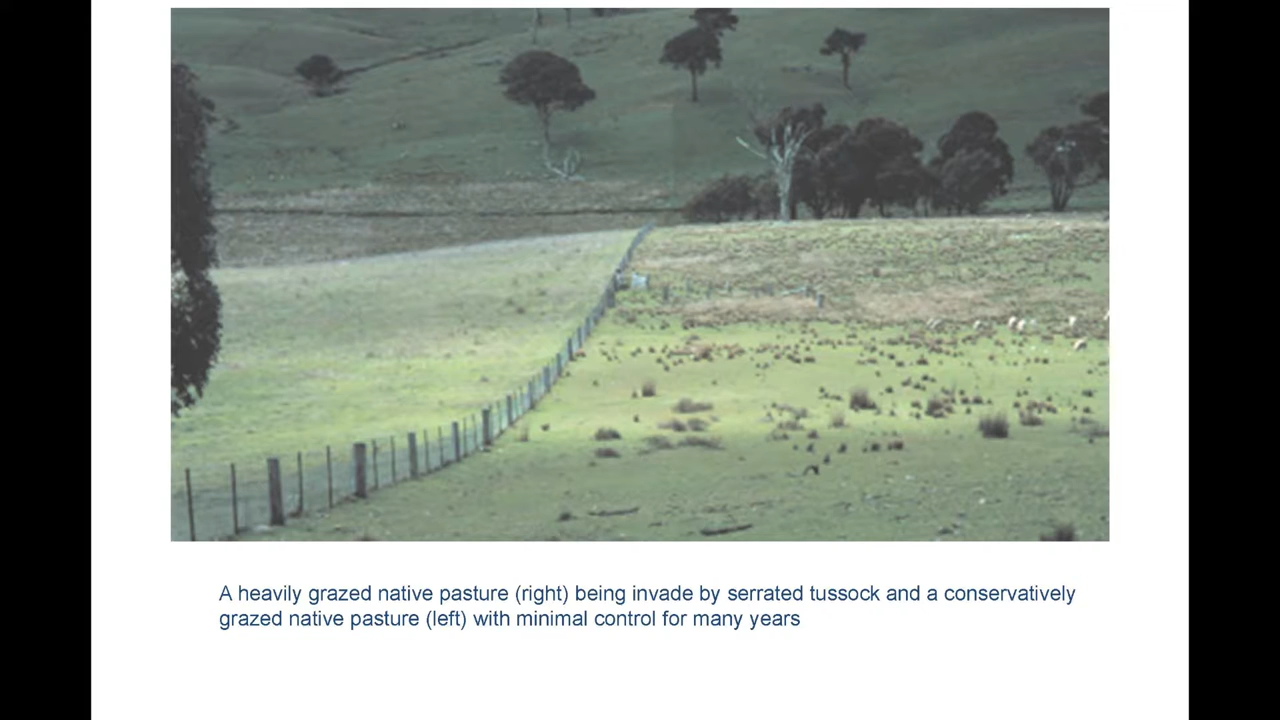 A heavily grazed native pasture (right) being invade by serrated tussock and a conservatively
grazed native pasture (left) with minimal control for many years